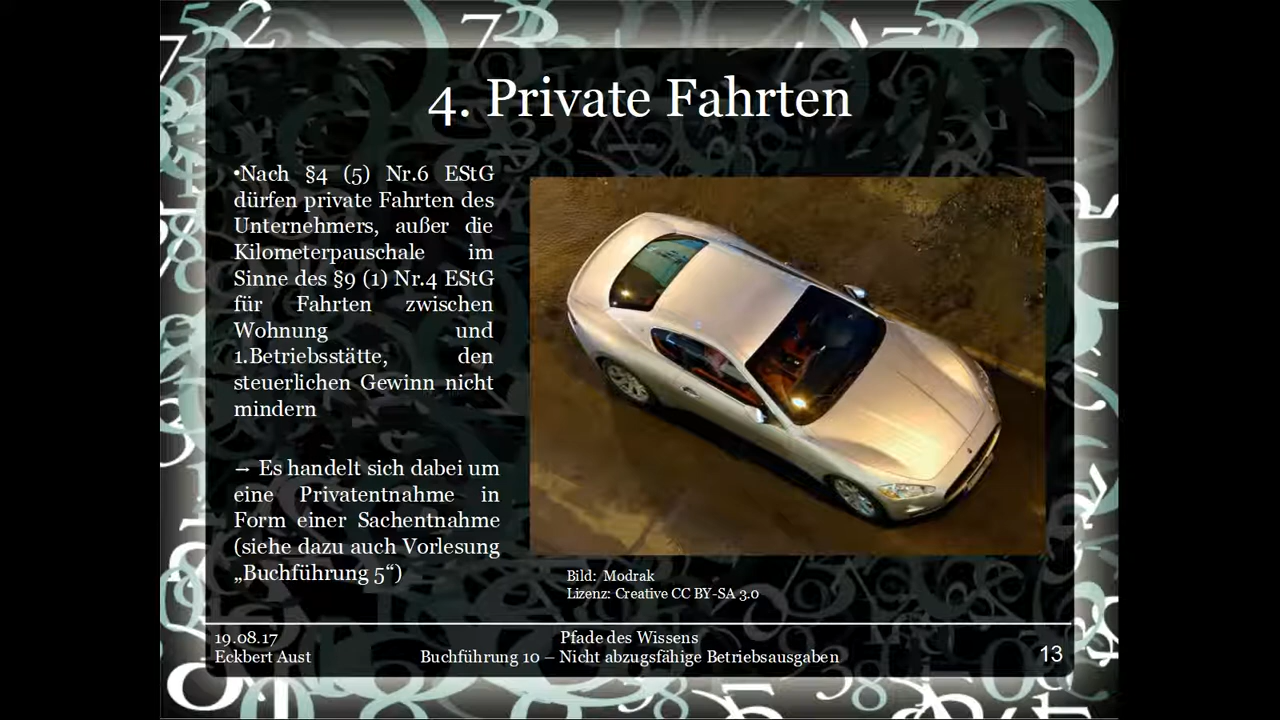 4. Private Fahrten
•Nach §4 (5) Nr.6 EStG
dürfen private Fahrten des
Unternehmers, außer die
Kilometerpauschale im
Sinne des §9 (1) Nr.4 EStG
für Fahrten zwischen
Wohnung und
1.Betriebsstätte, den
steuerlichen Gewinn nicht
mindern
→ Es handelt sich dabei um
eine Privatentnahme in
Form einer Sachentnahme
(siehe dazu auch Vorlesung
„Buchführung 5“)
Bild: Modrak
Lizenz: Creative CC BY-SA 3.0
19.08.17
Eckbert Aust
Pfade des Wissens
Buchführung 10 – Nicht abzugsfähige Betriebsausgaben
13